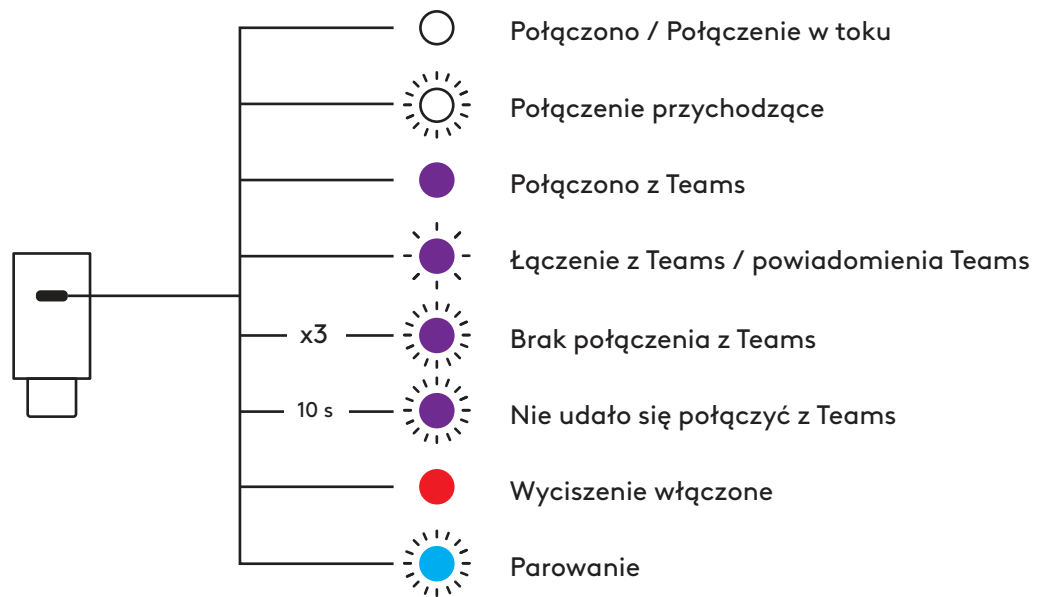 Połączono / Połączenie w toku
Połączenie przychodzące
Połączono z Teams
Łączenie z Teams / powiadomienia Teams
x3 Brak połączenia z Teams
10 s Nie udało się połączyć z Teams
Wyciszenie włączone
Parowanie